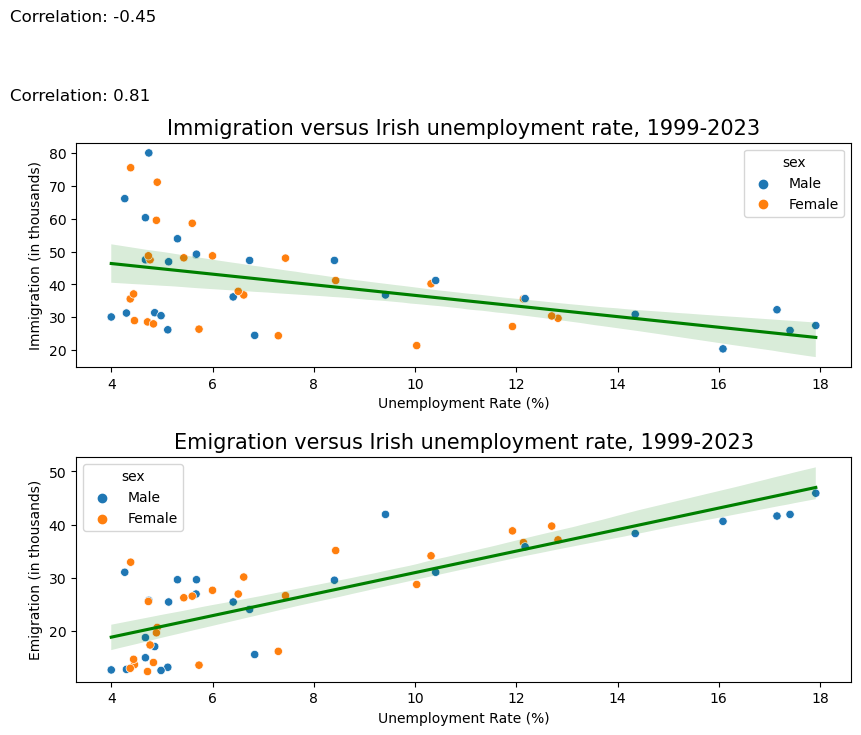 Correlation: -0.45
Correlation: 0.81
Immigration versus Irish unemployment rate, 1999-2023
Immigration (in thousands)
80
70
60
50
40
30
20
sex
Male
Female
4 6 8 10 12 14 16 18
Unemployment Rate (%)
Emigration versus Irish unemployment rate, 1999-2023
Emigration (in thousands)
50
40
30
20
sex
Male
Female
4 6 8 10 12 14 16 18
Unemployment Rate (%)